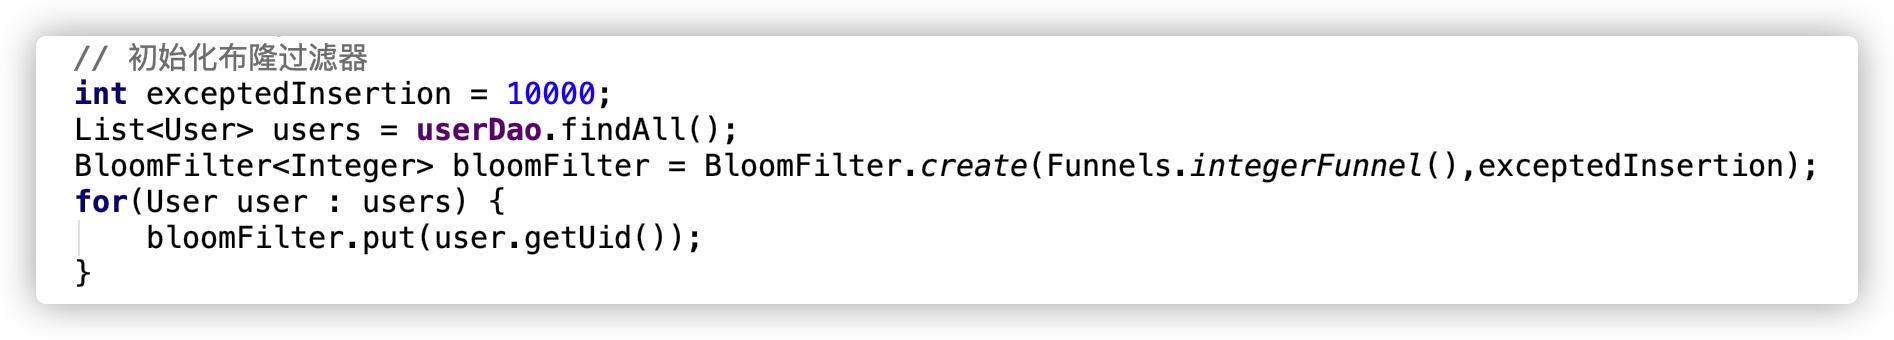 // 初始化布隆过滤器
int exceptedInsertion = 10000;
List<User> users = userDao.findAll();
BloomFilter<Integer> bloomFilter = BloomFilter.create(Funnels.integerFunnel(),exceptedInsertion);
for(User user : users) {
    bloomFilter.put(user.getUid());
}